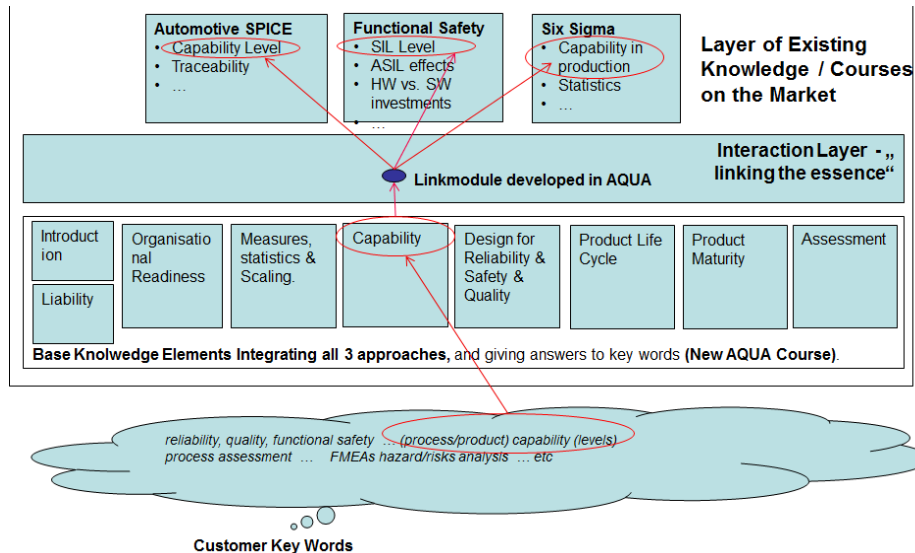 Automotive SPICE
• Capability Level
• Traceability
• …
Functional Safety
• SIL Level
• ASIL effects
• HW vs. SW
investments
• …
Six Sigma
• Capability in
production
• Statistics
• …
Layer of Existing
Knowledge / Courses
on the Market
Interaction Layer - „
linking the essence“
Linkmodule developed in AQUA
Introduct
ion
Liability
Organisatio
nal
Readiness
Measures,
statistics &
Scaling.
Capability
Design for
Reliability &
Safety &
Quality
Product Life
Cycle
Product
Maturity
Assessment
Base Knolwedge Elements Integrating all 3 approaches, and giving answers to key words (New AQUA Course).
reliability, quality, functional safety … (process/product) capability (levels)
process assessment … FMEAs hazard/risks analysis … etc
Customer Key Words